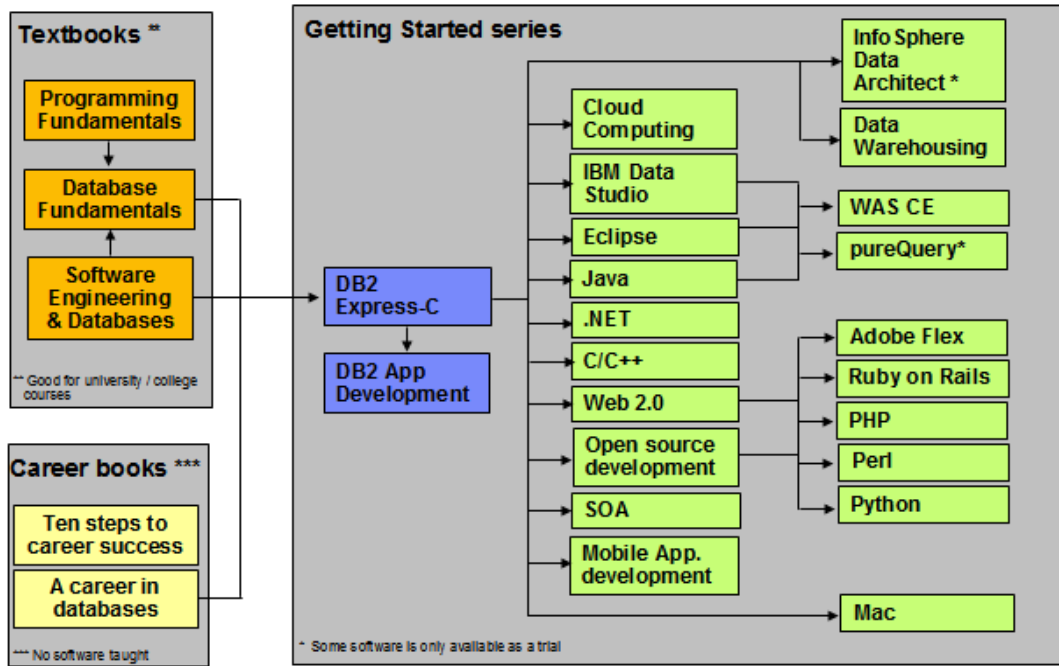 Textbooks **
Programming
Fundamentals
Database
Fundamentals
Software
Engineering
& Databases
** Good for university / college
courses
Career books ***
Ten steps to
career success
A career in
databases
*** No software taught
Getting Started series
DB2
Express-C
DB2 App
Development
Cloud
Computing
IBM Data
Studio
Eclipse
Java
.NET
C/C++
Web 2.0
Open source
development
SOA
Mobile App.
development
InfoSphere
Data
Architect *
Data
Warehousing
WAS CE
pureQuery*
Adobe Flex
Ruby on Rails
PHP
Perl
Python
Mac
* Some software is only available as a trial